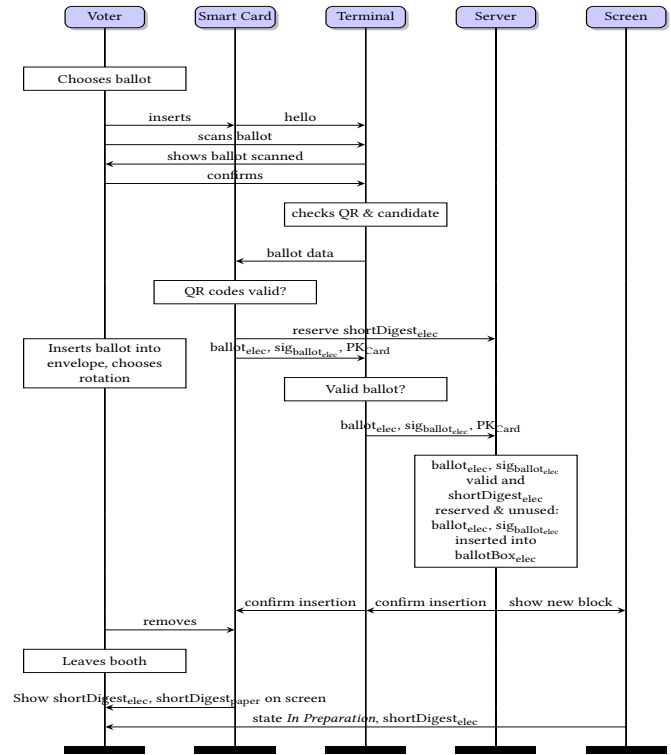 Voter Smart Card Terminal Server Screen
Chooses ballot
inserts hello
scans ballot
shows ballot scanned
confirms
checks QR & candidate
ballot data
QR codes valid?
reserve shortDigest_elec
Inserts ballot into
envelope, chooses
rotation
ballot_elec, sig_ballot_elec, PK_Card
Valid ballot?
ballot_elec, sig_ballot_elec, PK_Card
ballot_elec, sig_ballot_elec
valid and
shortDigest_elec
reserved & unused:
ballot_elec, sig_ballot_elec
inserted into
ballotBox_elec
confirm insertion confirm insertion show new block
removes
Leaves booth
Show shortDigest_elec, shortDigest_paper on screen
state In Preparation, shortDigest_elec